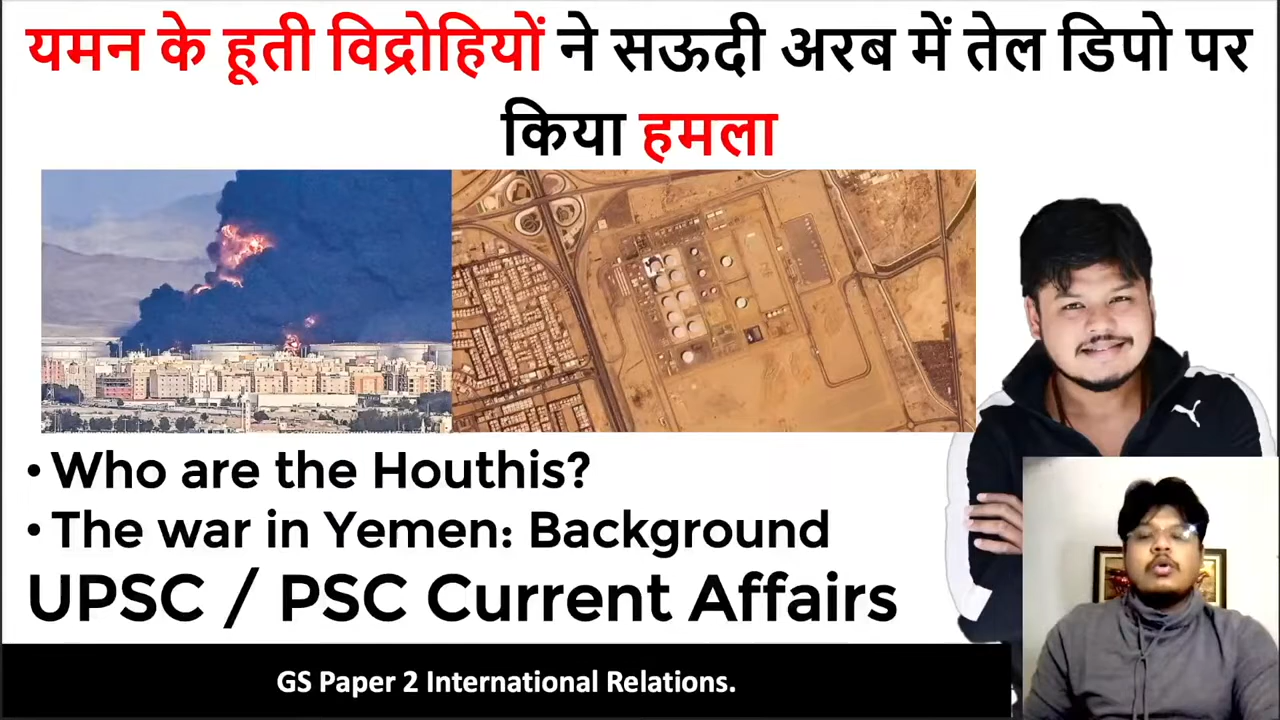 यमन के हूती विद्रोहियों ने सऊदी अरब में तेल डिपो पर
किया हमला
• Who are the Houthis?
• The war in Yemen: Background
UPSC / PSC Current Affairs
GS Paper 2 International Relations.